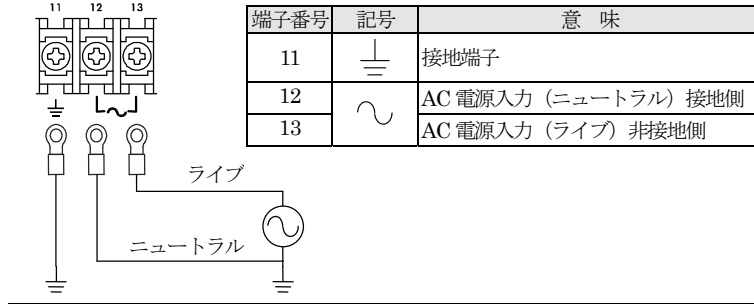 11 12 13
端子番号 記号 意 味
11 接地端子
12 AC 電源入力（ニュートラル）接地側
13 AC 電源入力（ライブ）非接地側
ライブ
ニュートラル